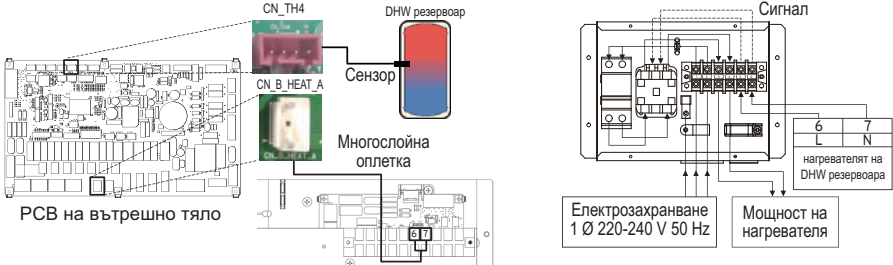 CN_TH4
DHW резервоар
Сензор
CN_B_HEAT_A
CN_B_HEAT_A
Многослойна
оплетка
6 7
PCB на вътрешно тяло
Сигнал
6 7
L N
нагревателят на
DHW резервоара
Електрозахранване
1 Ø 220-240 V 50 Hz
Мощност на
нагревателя